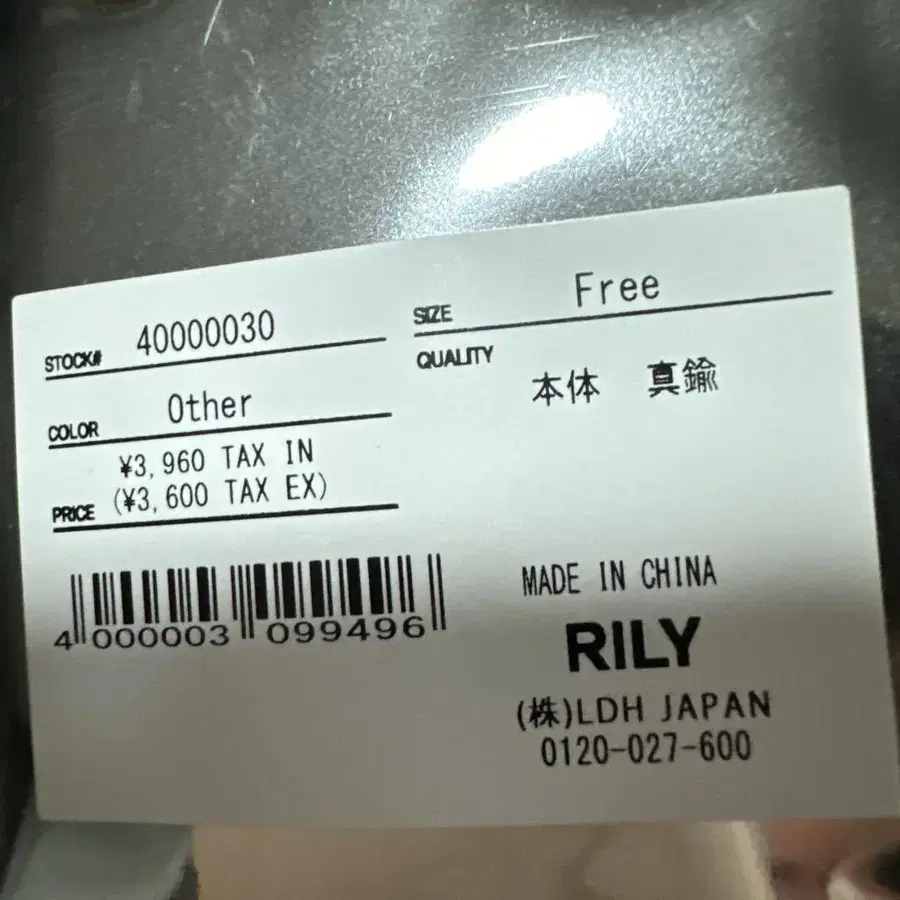 STOCK# 40000030
COLOR Other
¥3,960 TAX IN
PRICE (¥3,600 TAX EX)
4 000003 099496
SIZE Free
QUALITY
本体 真鍮
MADE IN CHINA
RILY
(株)LDH JAPAN
0120-027-600